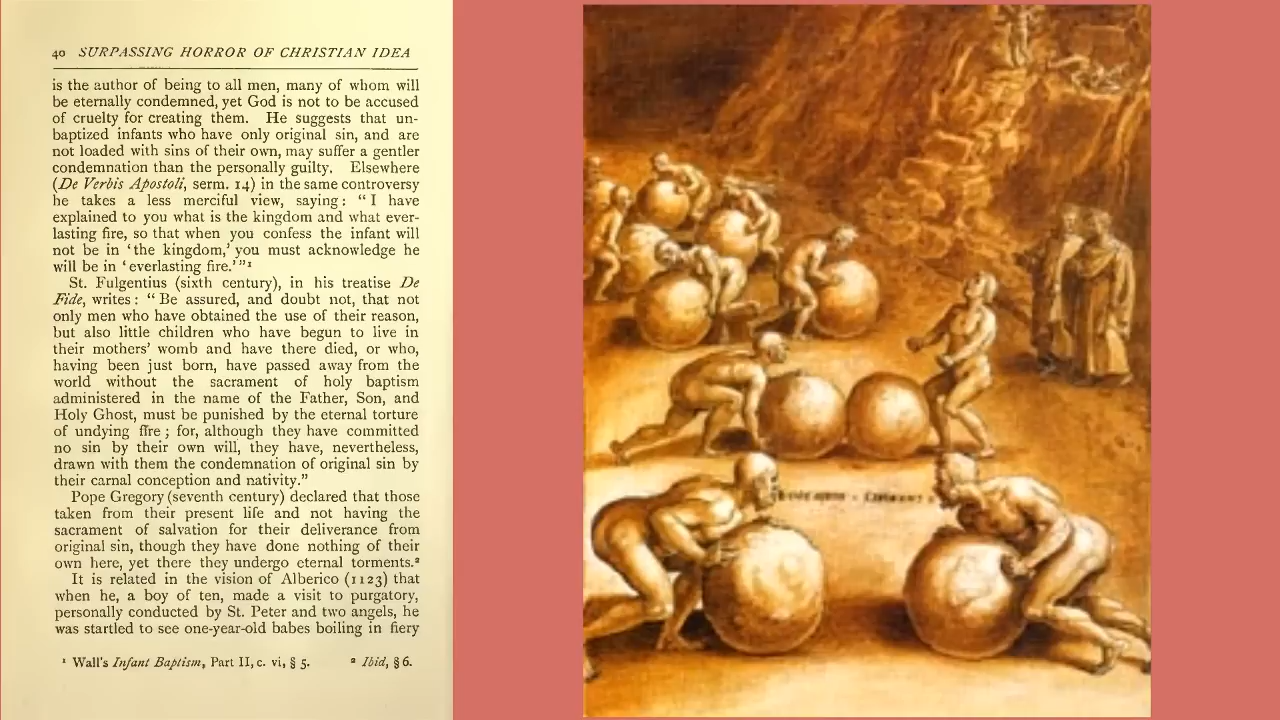 40 SURPASSING HORROR OF CHRISTIAN IDEA
is the author of being to all men, many of whom will
be eternally condemned, yet God is not to be accused
of cruelty for creating them. He suggests that un-
baptized infants who have only original sin, and are
not loaded with sins of their own, may suffer a gentler
condemnation than the personally guilty. Elsewhere
(De Verbis Apostoli, serm. 14) in the same controversy
he takes a less merciful view, saying: “I have
explained to you what is the kingdom and what ever-
lasting fire, so that when you confess the infant will
not be in ‘the kingdom,’ you must acknowledge he
will be in ‘everlasting fire.’”¹
St. Fulgentius (sixth century), in his treatise De
Fide, writes: “Be assured, and doubt not, that not
only men who have obtained the use of their reason,
but also little children who have begun to live in
their mothers’ womb and have there died, or who,
having been just born, have passed away from the
world without the sacrament of holy baptism
administered in the name of the Father, Son, and
Holy Ghost, must be punished by the eternal torture
of undying fire; for, although they have committed
no sin by their own will, they have, nevertheless,
drawn with them the condemnation of original sin by
their carnal conception and nativity.”
Pope Gregory (seventh century) declared that those
taken from their present life and not having the
sacrament of salvation for their deliverance from
original sin, though they have done nothing of their
own here, yet there they undergo eternal torments.²
It is related in the vision of Alberico (1123) that
when he, a boy of ten, made a visit to purgatory,
personally conducted by St. Peter and two angels, he
was startled to see one-year-old babes boiling in fiery
¹ Wall’s Infant Baptism, Part II, c. vi, § 5. ² Ibid, § 6.